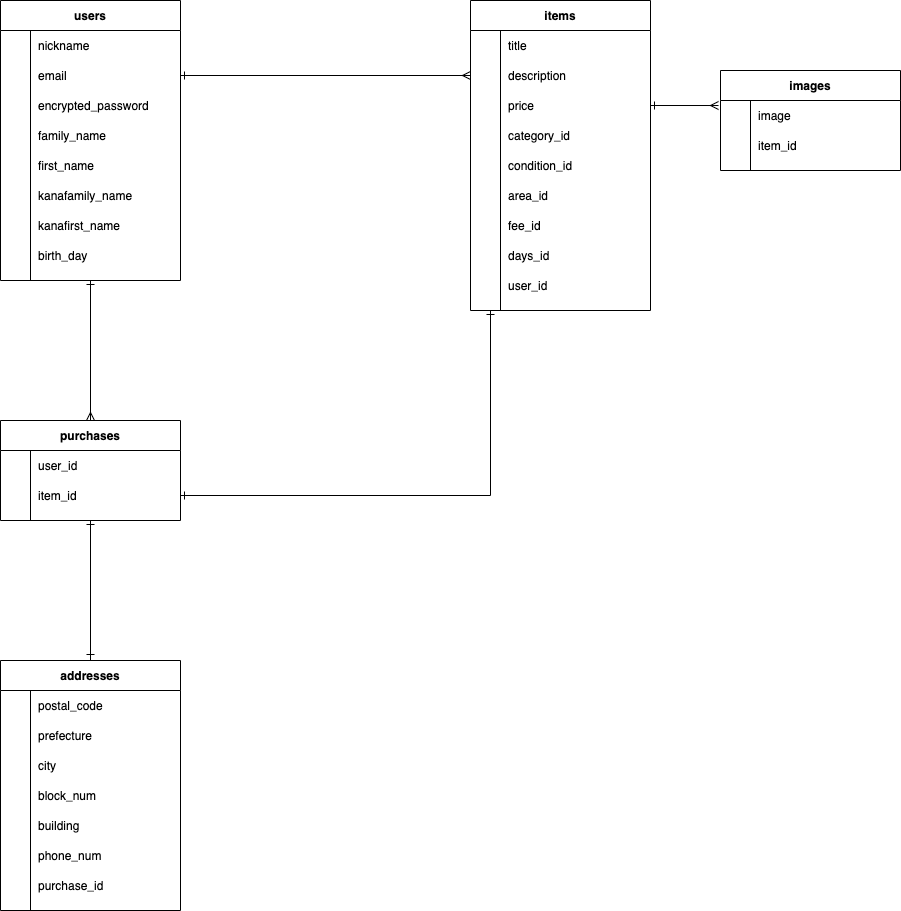 users
nickname
email
encrypted_password
family_name
first_name
kanafamily_name
kanafirst_name
birth_day
items
title
description
price
category_id
condition_id
area_id
fee_id
days_id
user_id
images
image
item_id
purchases
user_id
item_id
addresses
postal_code
prefecture
city
block_num
building
phone_num
purchase_id